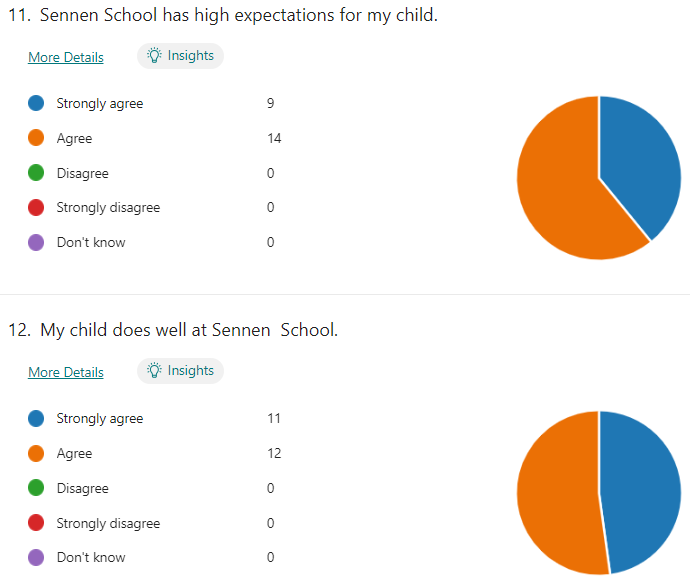 11. Sennen School has high expectations for my child.
More Details Insights
Strongly agree 9
Agree 14
Disagree 0
Strongly disagree 0
Don't know 0
12. My child does well at Sennen  School.
More Details Insights
Strongly agree 11
Agree 12
Disagree 0
Strongly disagree 0
Don't know 0